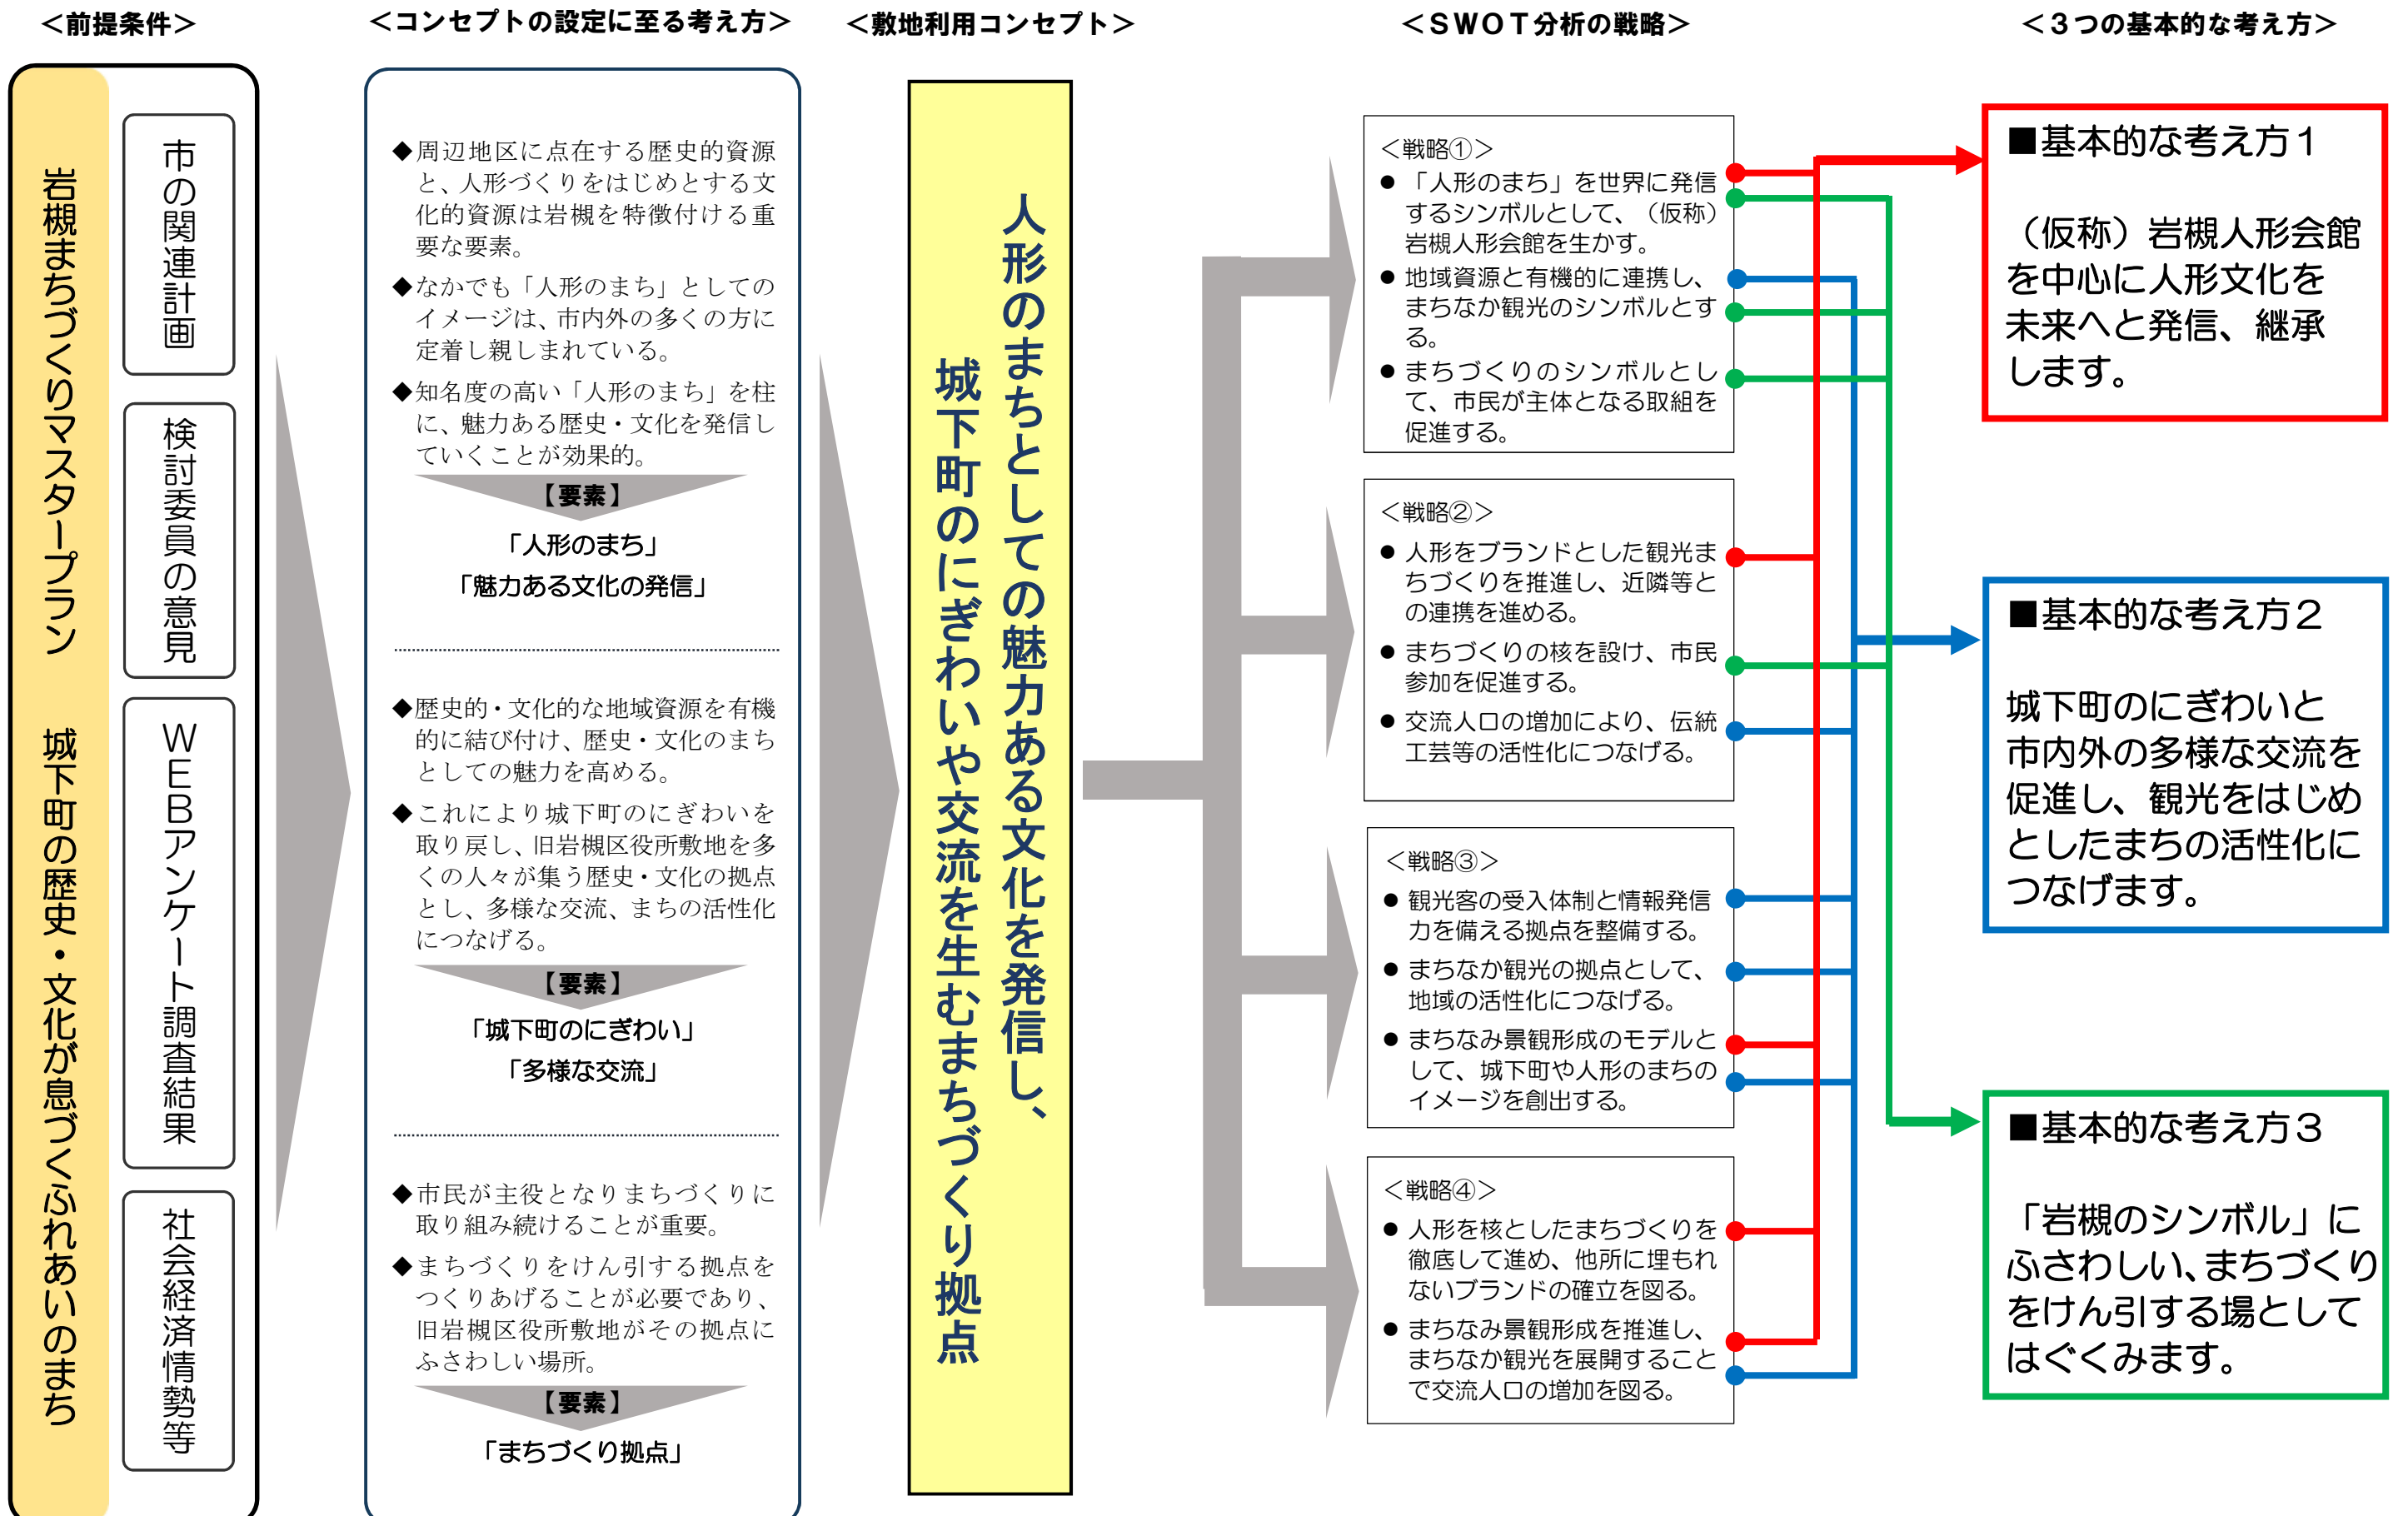 ＜前提条件＞
岩槻まちづくりマスタープラン　城下町の歴史・文化が息づくふれあいのまち
市の関連計画
検討委員の意見
ＷＥＢアンケート調査結果
社会経済情勢等
＜コンセプトの設定に至る考え方＞
◆周辺地区に点在する歴史的資源
と、人形づくりをはじめとする文
化的資源は岩槻を特徴付ける重
要な要素。
◆なかでも「人形のまち」としての
イメージは、市内外の多くの方に
定着し親しまれている。
◆知名度の高い「人形のまち」を柱
に、魅力ある歴史・文化を発信し
ていくことが効果的。
【要素】
「人形のまち」
「魅力ある文化の発信」
◆歴史的・文化的な地域資源を有機
的に結び付け、歴史・文化のまち
としての魅力を高める。
◆これにより城下町のにぎわいを
取り戻し、旧岩槻区役所敷地を多
くの人々が集う歴史・文化の拠点
とし、多様な交流、まちの活性化
につなげる。
【要素】
「城下町のにぎわい」
「多様な交流」
◆市民が主役となりまちづくりに
取り組み続けることが重要。
◆まちづくりをけん引する拠点を
つくりあげることが必要であり、
旧岩槻区役所敷地がその拠点に
ふさわしい場所。
【要素】
「まちづくり拠点」
＜敷地利用コンセプト＞
人形のまちとしての魅力ある文化を発信し、
城下町のにぎわいや交流を生むまちづくり拠点
＜ＳＷＯＴ分析の戦略＞
＜戦略①＞
● 「人形のまち」を世界に発信
するシンボルとして、（仮称）
岩槻人形会館を生かす。
● 地域資源と有機的に連携し、
まちなか観光のシンボルとす
る。
● まちづくりのシンボルとし
て、市民が主体となる取組を
促進する。
＜戦略②＞
● 人形をブランドとした観光ま
ちづくりを推進し、近隣等と
の連携を進める。
● まちづくりの核を設け、市民
参加を促進する。
● 交流人口の増加により、伝統
工芸等の活性化につなげる。
＜戦略③＞
● 観光客の受入体制と情報発信
力を備える拠点を整備する。
● まちなか観光の拠点として、
地域の活性化につなげる。
● まちなみ景観形成のモデルと
して、城下町や人形のまちの
イメージを創出する。
＜戦略④＞
● 人形を核としたまちづくりを
徹底して進め、他所に埋もれ
ないブランドの確立を図る。
● まちなみ景観形成を推進し、
まちなか観光を展開すること
で交流人口の増加を図る。
＜３つの基本的な考え方＞
■基本的な考え方１
（仮称）岩槻人形会館
を中心に人形文化を
未来へと発信、継承
します。
■基本的な考え方２
城下町のにぎわいと
市内外の多様な交流を
促進し、観光をはじめ
としたまちの活性化に
つなげます。
■基本的な考え方３
「岩槻のシンボル」に
ふさわしい、まちづくり
をけん引する場として
はぐくみます。